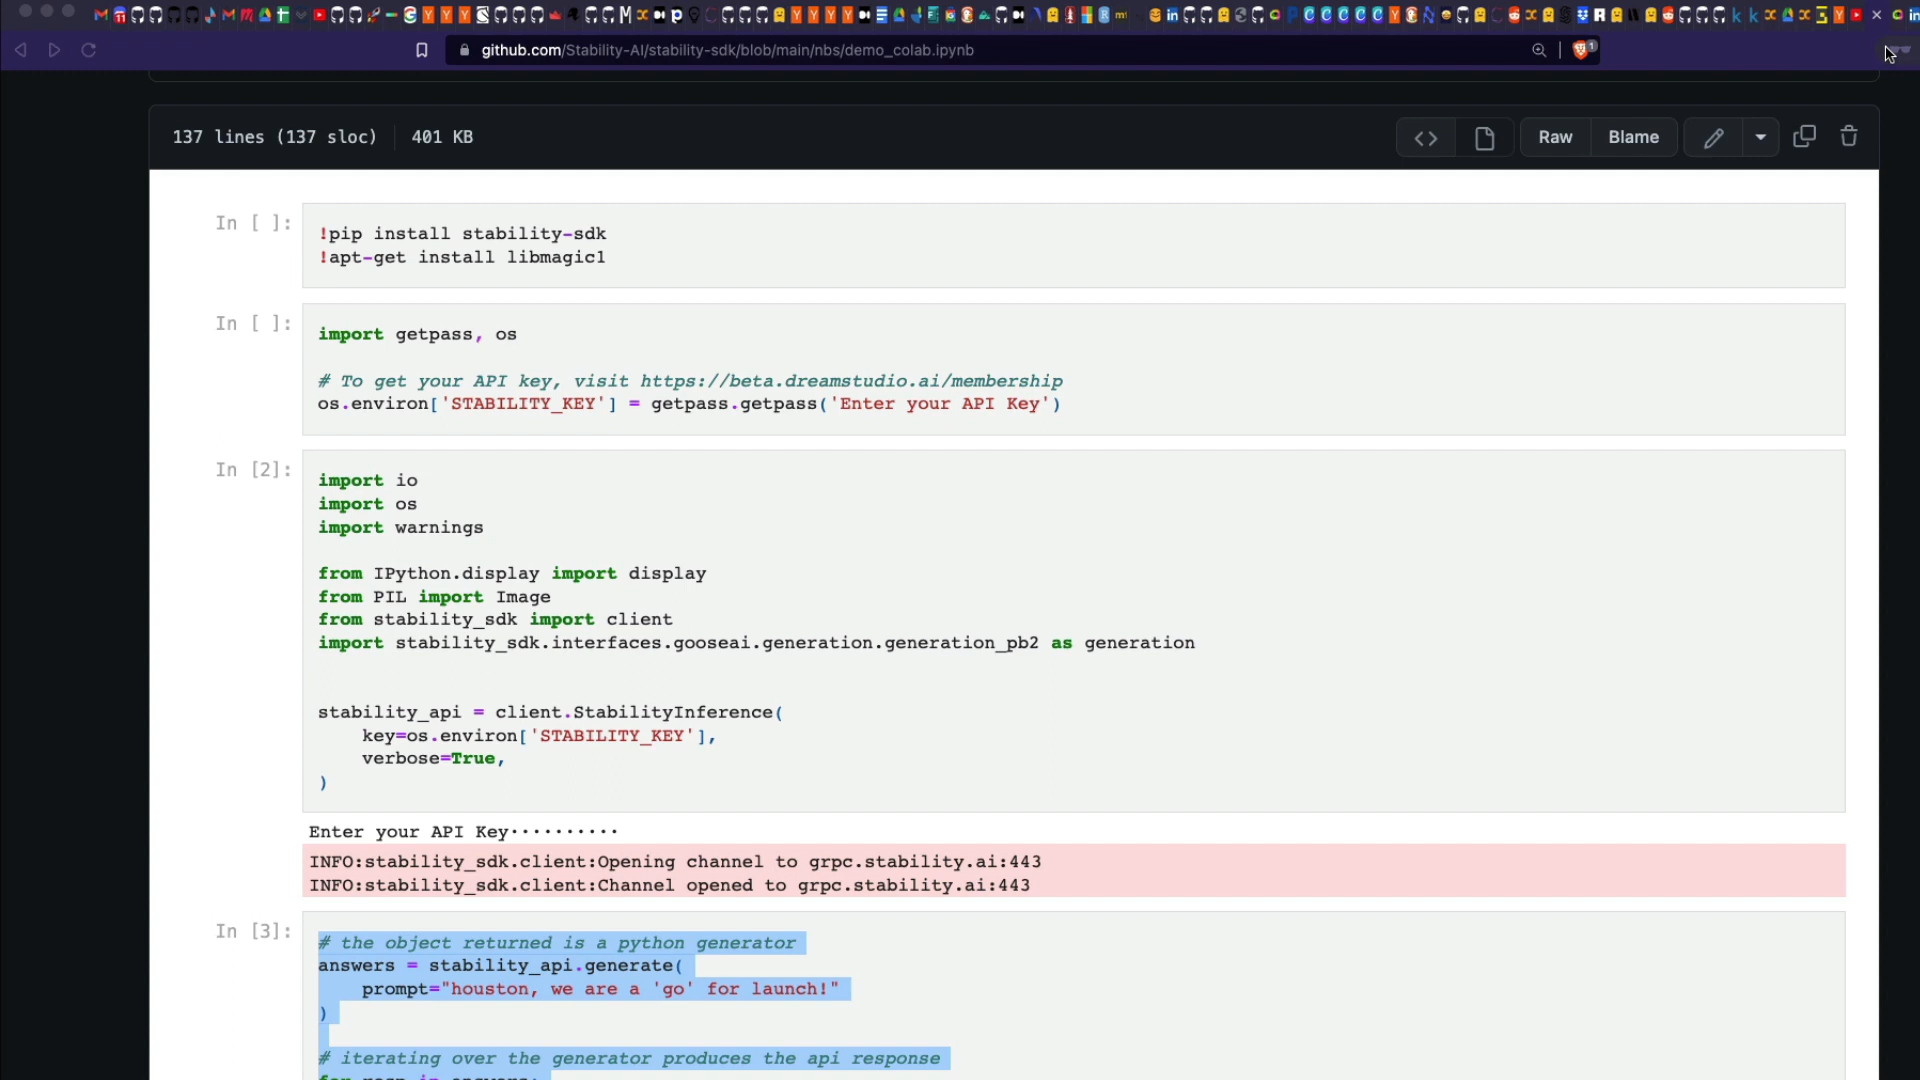 github.com/Stability-AI/stability-sdk/blob/main/nbs/demo_colab.ipynb
1
137 lines (137 sloc) 401 KB
Raw Blame
In [ ]:
!pip install stability-sdk
!apt-get install libmagic1
In [ ]:
import getpass, os
# To get your API key, visit https://beta.dreamstudio.ai/membership
os.environ['STABILITY_KEY'] = getpass.getpass('Enter your API Key')
In [2]:
import io
import os
import warnings
from IPython.display import display
from PIL import Image
from stability_sdk import client
import stability_sdk.interfaces.gooseai.generation.generation_pb2 as generation
stability_api = client.StabilityInference(
key=os.environ['STABILITY_KEY'],
verbose=True,
)
Enter your API Key··········
INFO:stability_sdk.client:Opening channel to grpc.stability.ai:443
INFO:stability_sdk.client:Channel opened to grpc.stability.ai:443
In [3]:
# the object returned is a python generator
answers = stability_api.generate(
prompt="houston, we are a 'go' for launch!"
)
# iterating over the generator produces the api response
for resp in answers: